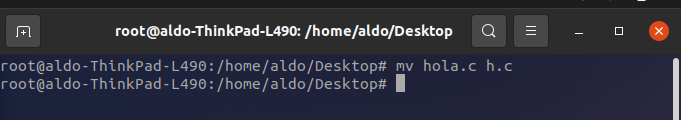 root@aldo-ThinkPad-L490: /home/aldo/Desktop
root@aldo-ThinkPad-L490:/home/aldo/Desktop# mv hola.c h.c
root@aldo-ThinkPad-L490:/home/aldo/Desktop#